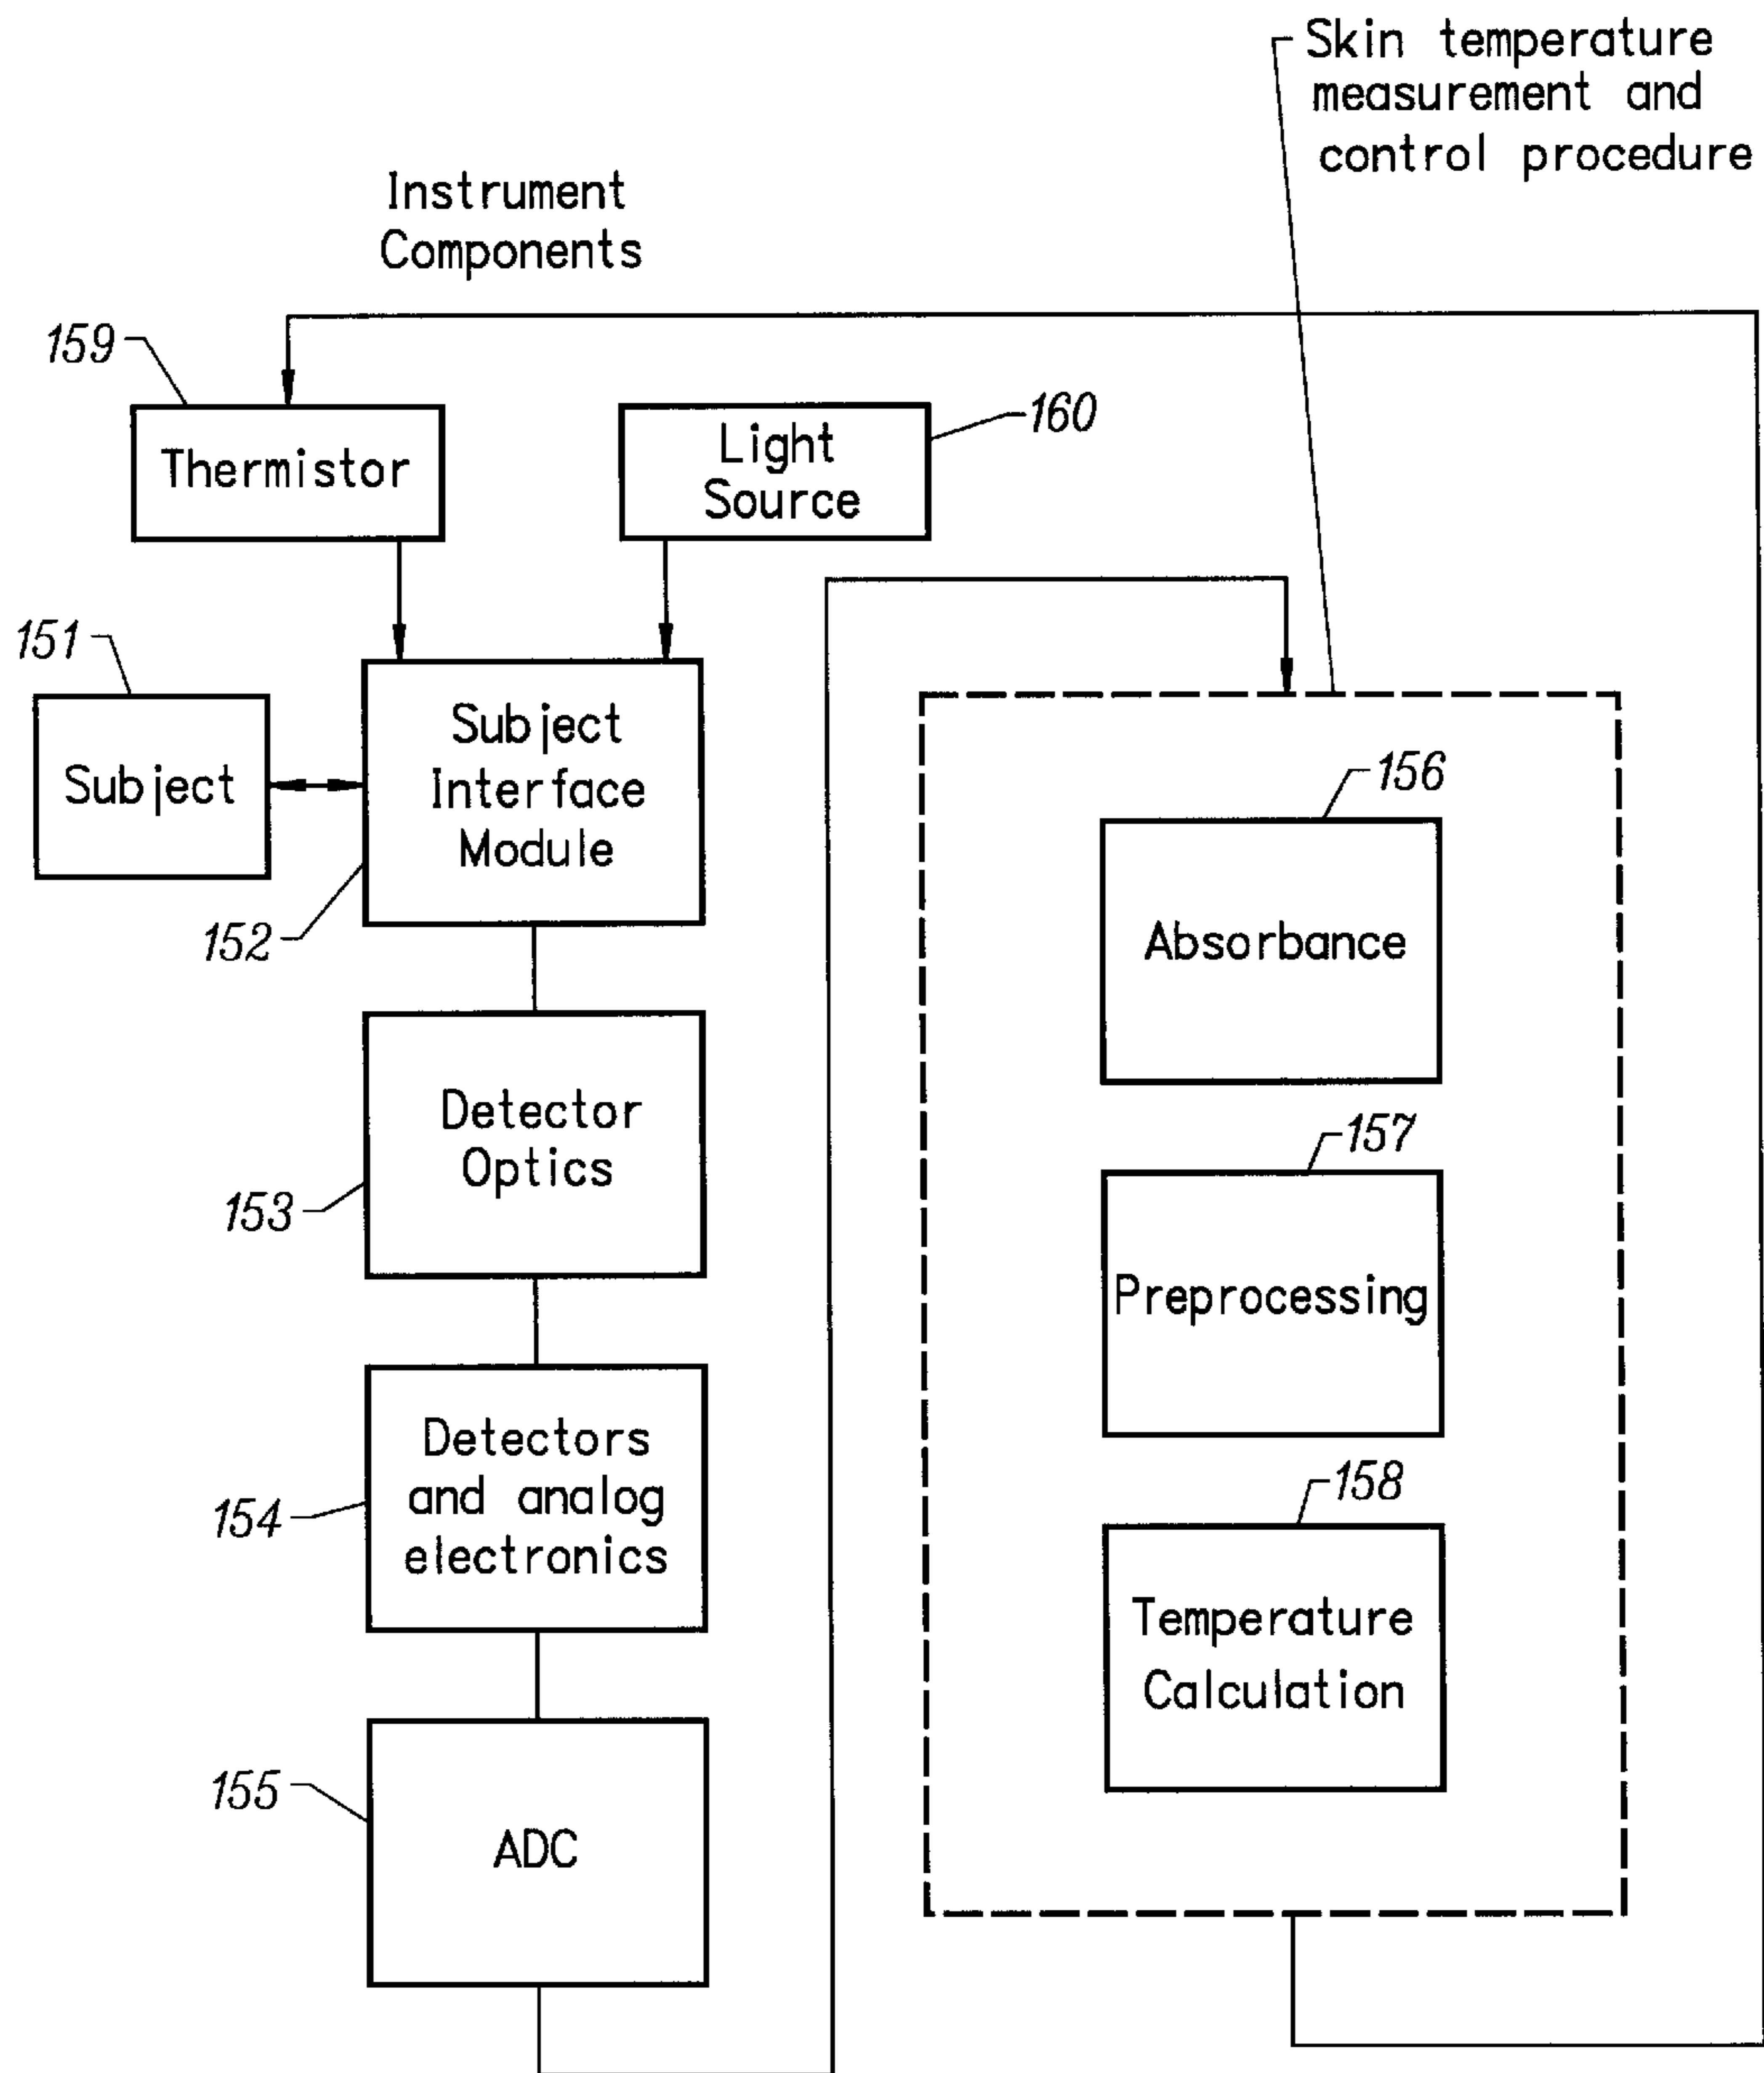 Skin temperature
measurement and
control procedure
Instrument
Components
159
Thermistor
160
Light
Source
151
Subject
Subject
Interface
Module
152
Detector
Optics
153
Detectors
and analog
electronics
154
155
ADC
156
Absorbance
157
Preprocessing
158
Temperature
Calculation